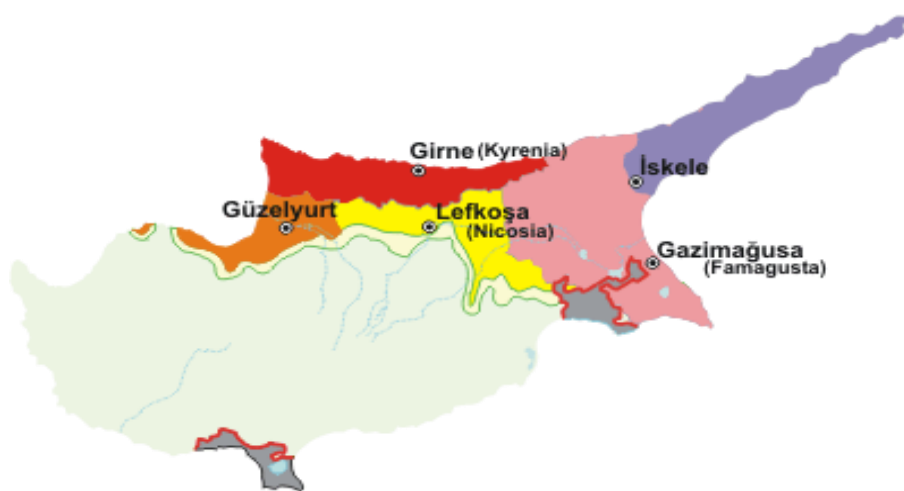 Girne (Kyrenia)
İskele
Güzelyurt
Lefkoşa
(Nicosia)
Gazimağusa
(Famagusta)